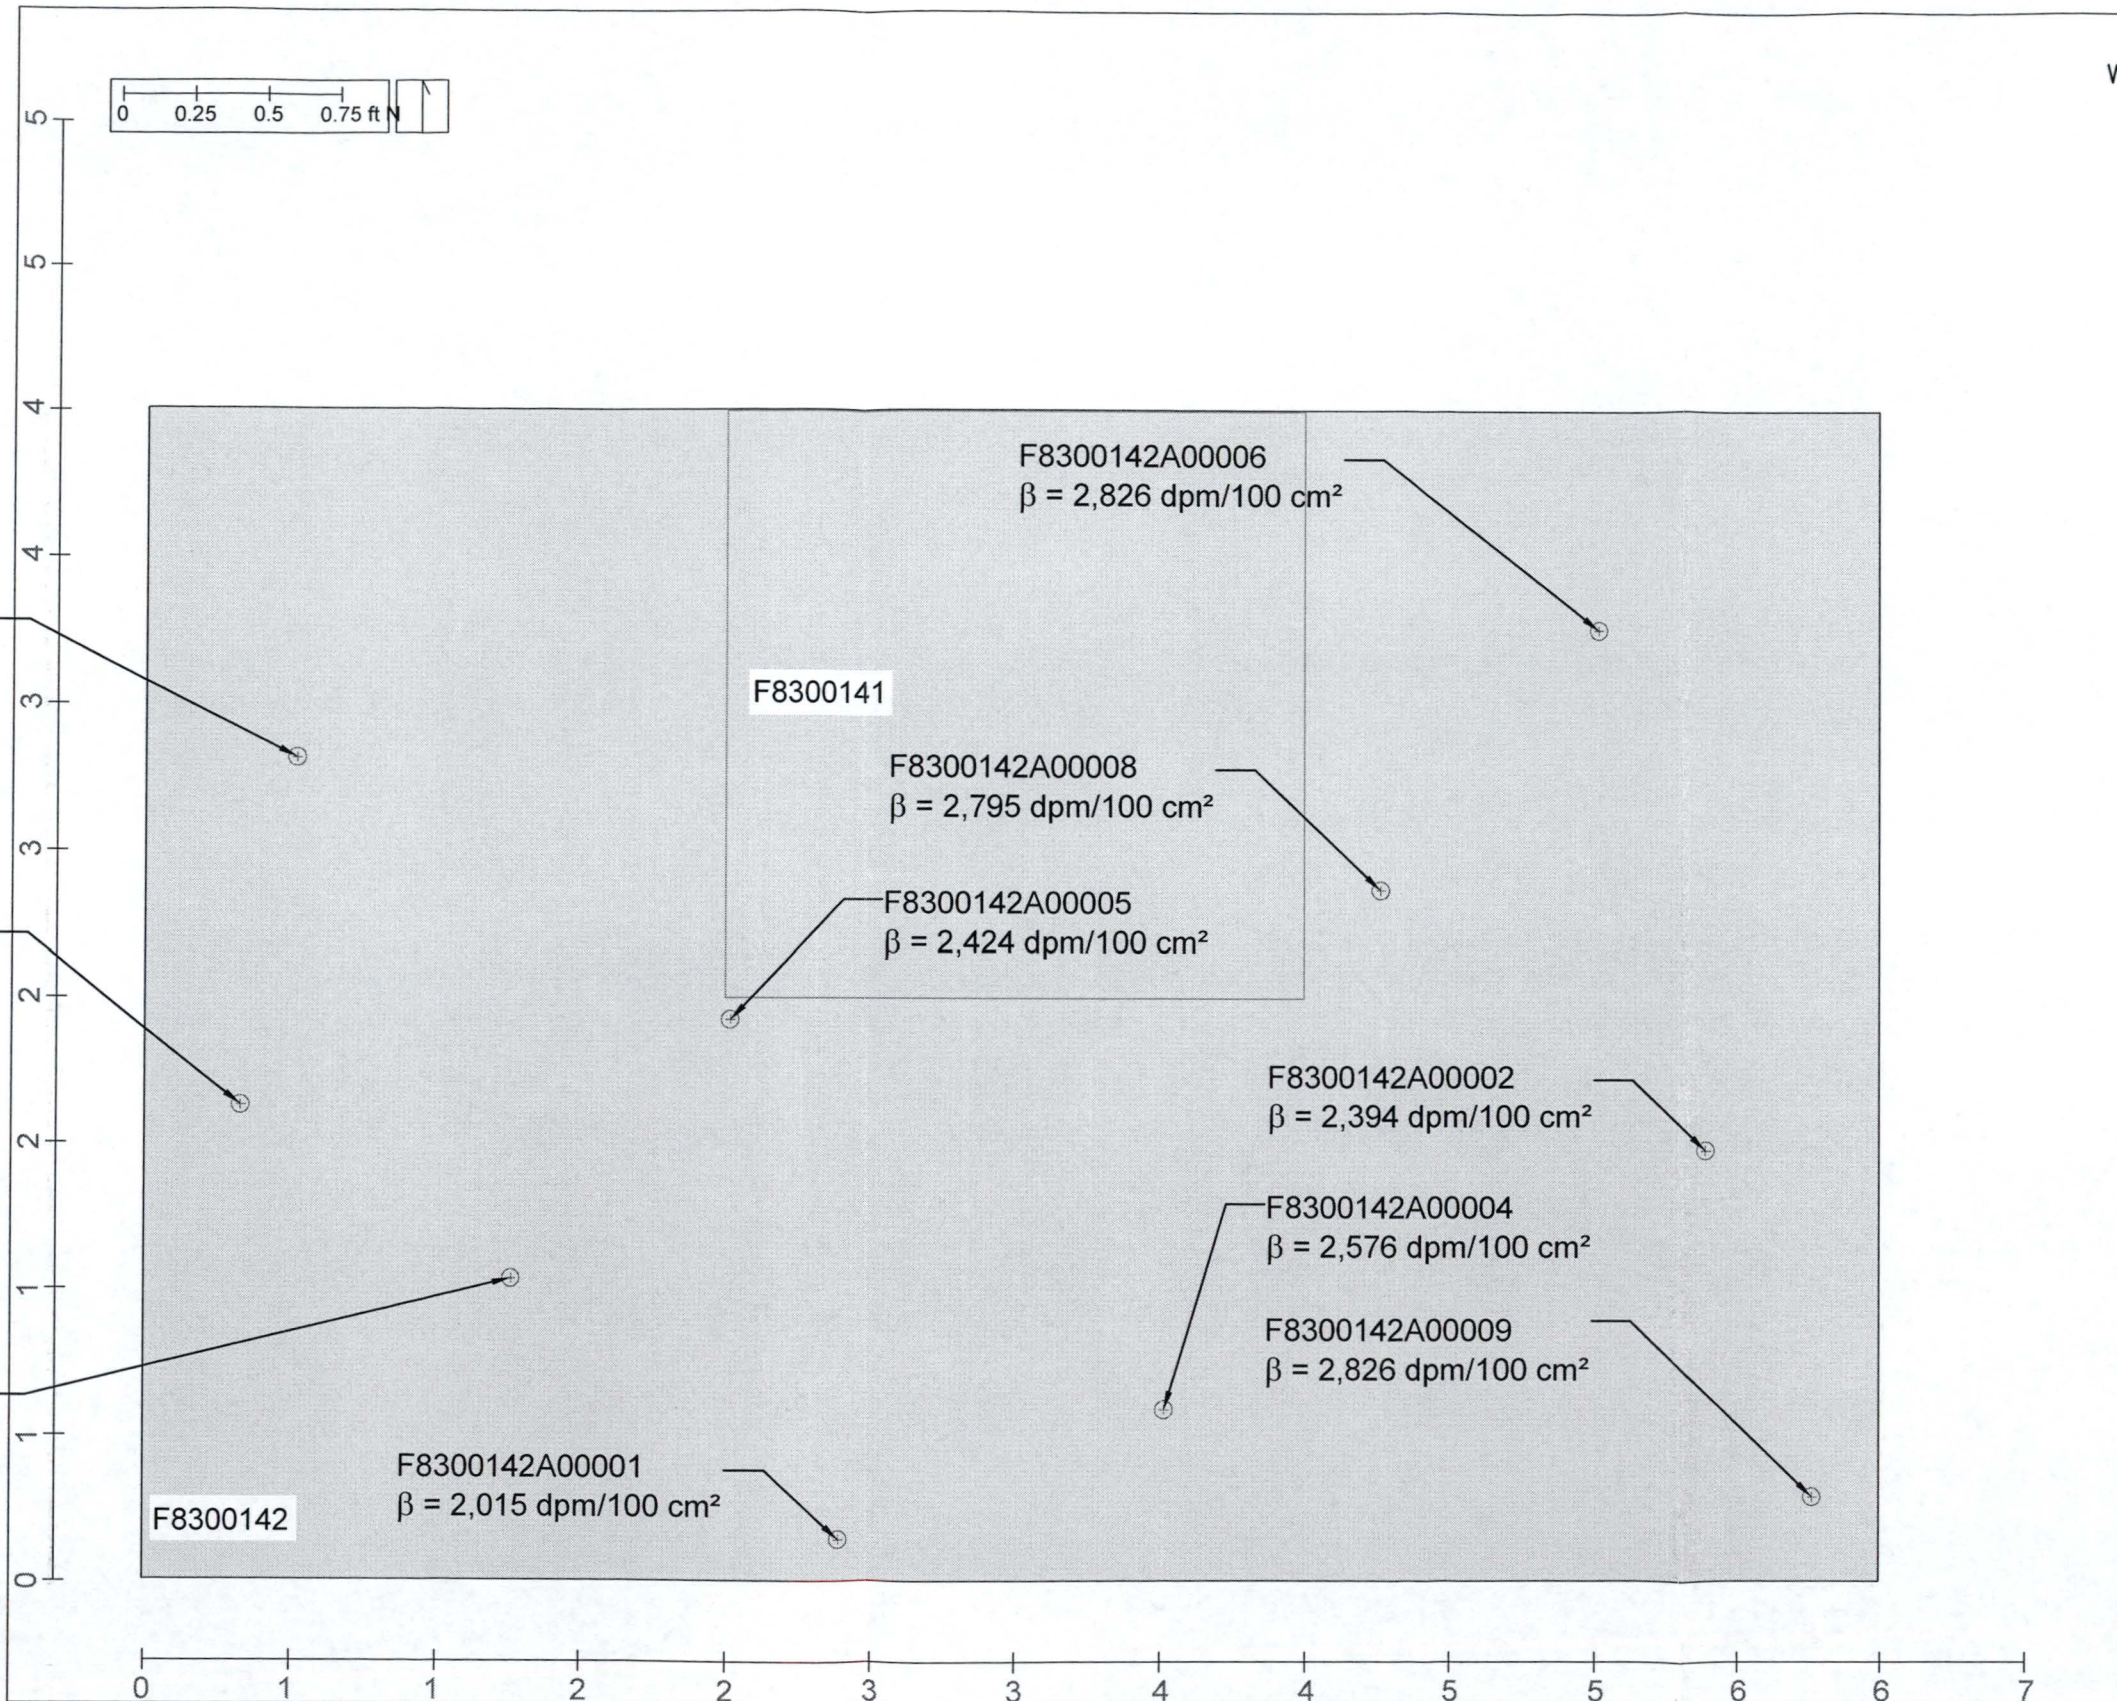 W
0 0.25 0.5 0.75 ft N
5
5
4
4
3
3
2
2
1
1
0
F8300142A00006
β = 2,826 dpm/100 cm²
F8300141
F8300142A00008
β = 2,795 dpm/100 cm²
F8300142A00005
β = 2,424 dpm/100 cm²
F8300142A00002
β = 2,394 dpm/100 cm²
F8300142A00004
β = 2,576 dpm/100 cm²
F8300142A00009
β = 2,826 dpm/100 cm²
F8300142A00001
β = 2,015 dpm/100 cm²
F8300142
0 1 1 2 2 3 3 4 4 5 5 6 6 7